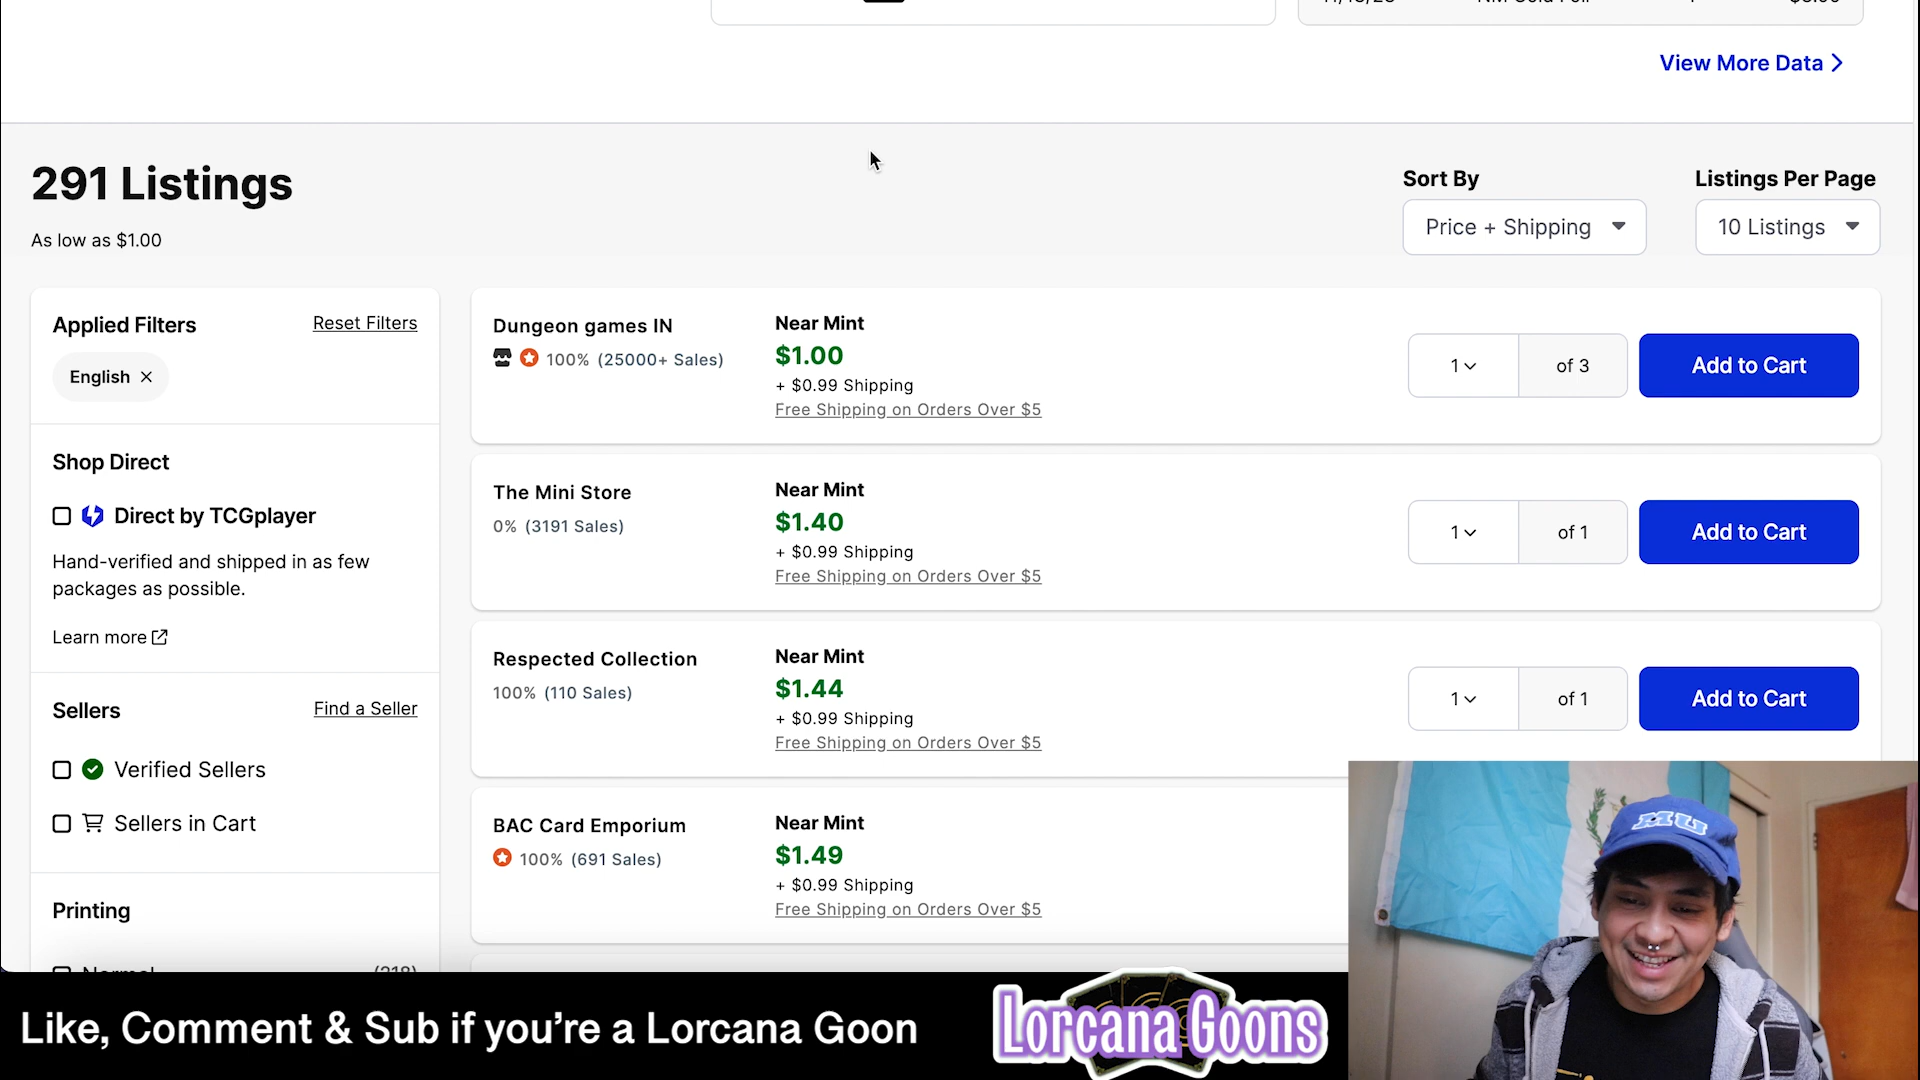 View More Data
291 Listings
As low as $1.00
Sort By
Price + Shipping
Listings Per Page
10 Listings
Applied Filters
Reset Filters
English
Shop Direct
Direct by TCGplayer
Hand-verified and shipped in as few
packages as possible.
Learn more
Sellers
Find a Seller
Verified Sellers
Sellers in Cart
Printing
Dungeon games IN
100% (25000+ Sales)
Near Mint
$1.00
+ $0.99 Shipping
Free Shipping on Orders Over $5
1
of 3
Add to Cart
The Mini Store
0% (3191 Sales)
Near Mint
$1.40
+ $0.99 Shipping
Free Shipping on Orders Over $5
1
of 1
Add to Cart
Respected Collection
100% (110 Sales)
Near Mint
$1.44
+ $0.99 Shipping
Free Shipping on Orders Over $5
1
of 1
Add to Cart
BAC Card Emporium
100% (691 Sales)
Near Mint
$1.49
+ $0.99 Shipping
Free Shipping on Orders Over $5
MU
Like, Comment & Sub if you're a Lorcana Goon
Lorcana Goons